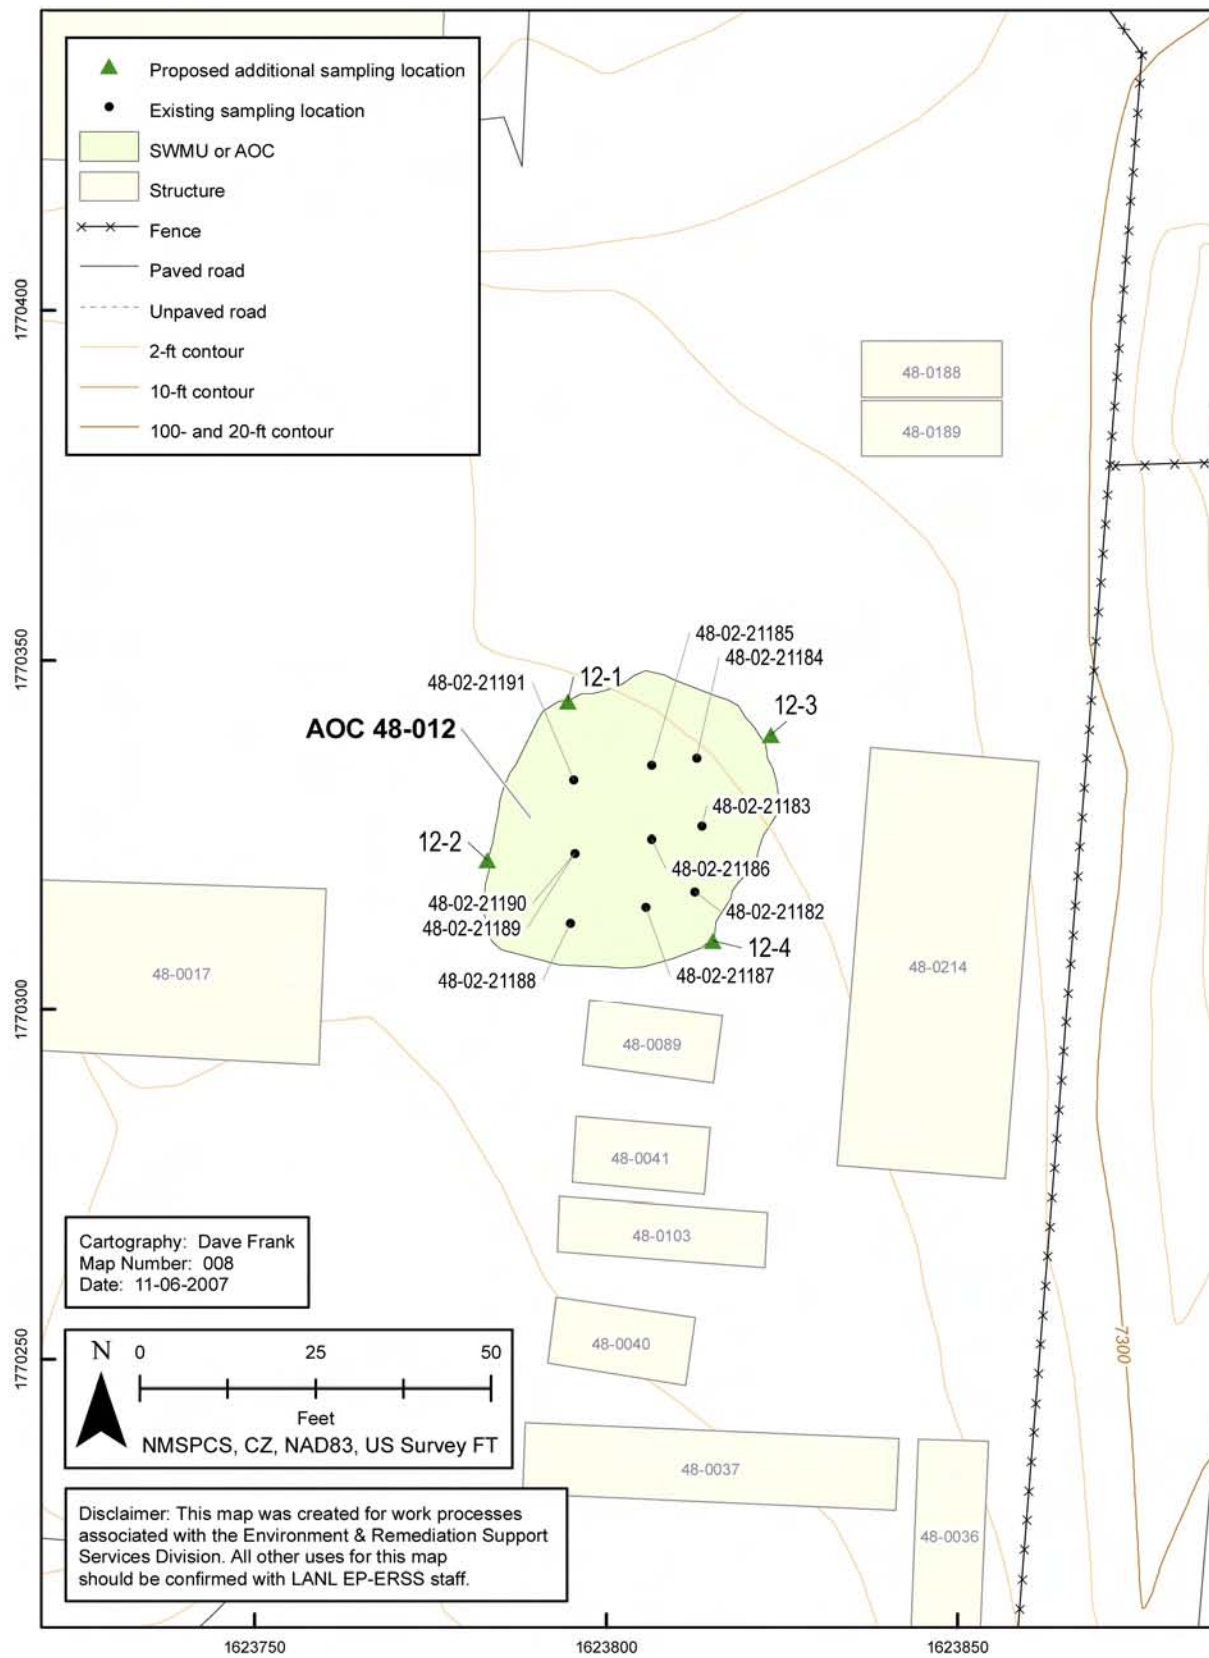 Proposed additional sampling location
Existing sampling location
SWMU or AOC
Structure
Fence
Paved road
Unpaved road
2-ft contour
10-ft contour
100- and 20-ft contour
1770400
48-0188
48-0189
1770350
48-02-21185
48-02-21184
12-1
48-02-21191
12-3
AOC 48-012
48-02-21183
12-2
48-02-21186
48-02-21190
48-02-21182
48-02-21189
12-4
48-02-21188
48-02-21187
48-0017
48-0214
1770300
48-0089
48-0041
48-0103
Cartography: Dave Frank
Map Number: 008
Date: 11-06-2007
48-0040
7300
1770250
N 0 25 50
Feet
NMSPCS, CZ, NAD83, US Survey FT
48-0037
48-0036
Disclaimer: This map was created for work processes
associated with the Environment & Remediation Support
Services Division. All other uses for this map
should be confirmed with LANL EP-ERSS staff.
1623750
1623800
1623850